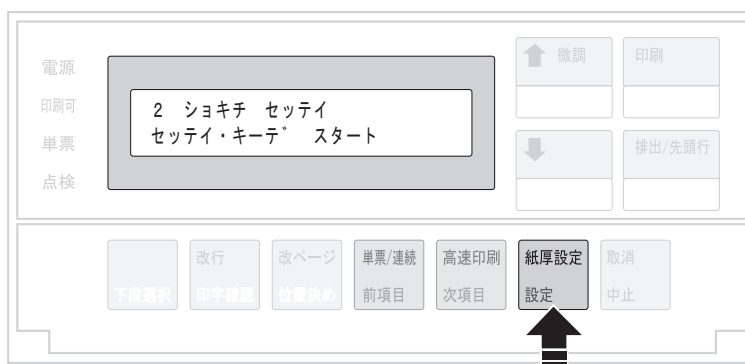 電源
印刷可
単票
点検
2 ショキチ セッテイ
セッテイ・キーデ スタート
微調
印刷
排出/先頭行
下段選択
改行
印字確認
改ページ
位置決め
単票/連続
前項目
高速印刷
次項目
紙厚設定
設定
取消
中止